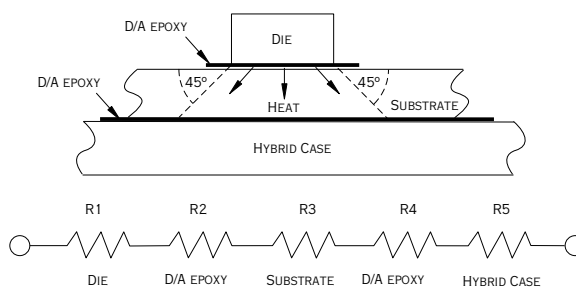 D/A EPOXY
DIE
D/A EPOXY
45º
45º
HEAT
SUBSTRATE
HYBRID CASE
R1 R2 R3 R4 R5
DIE D/A EPOXY SUBSTRATE D/A EPOXY HYBRID CASE